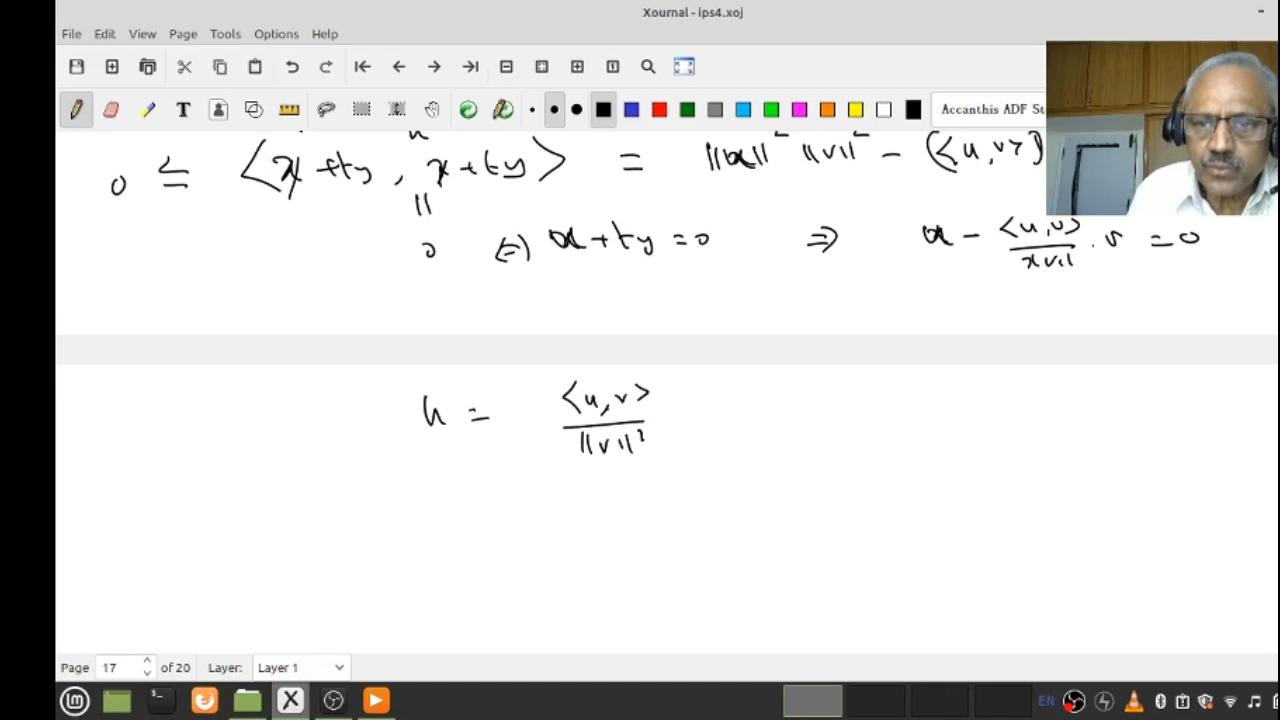 Xournal - ips4.xoj
File Edit View Page Tools Options Help
Accanthis ADF St
0 ≤ ⟨x+ty, x+ty⟩ = ||u||² ||v||² - (⟨u,v⟩)
||
0 (=) x+ty=0 ⇒ u - ⟨u,v⟩/||v|| . v = 0
u = ⟨u,v⟩/||v||²
Page 17 of 20 Layer: Layer 1
EN